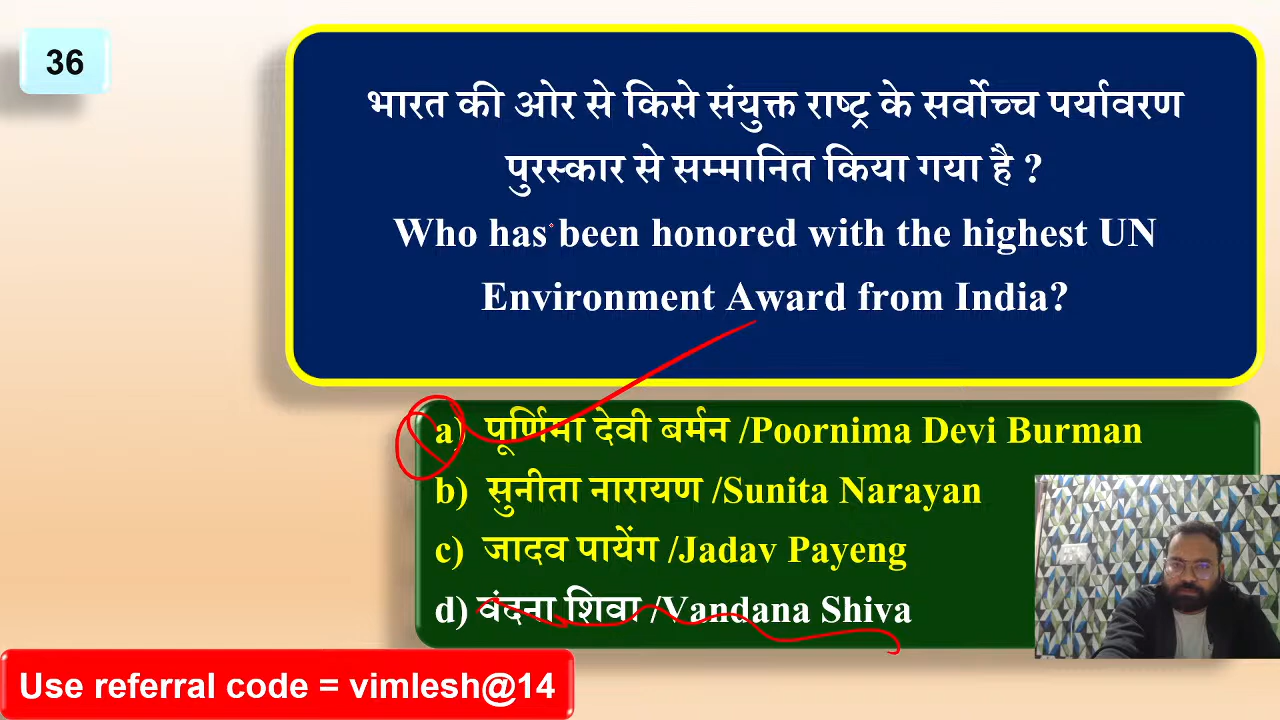 36
भारत की ओर से किसे संयुक्त राष्ट्र के सर्वोच्च पर्यावरण
पुरस्कार से सम्मानित किया गया है ?
Who has been honored with the highest UN
Environment Award from India?
a) पूर्णिमा देवी बर्मन /Poornima Devi Burman
b) सुनीता नारायण /Sunita Narayan
c) जादव पायेंग /Jadav Payeng
d) वंदना शिवा /Vandana Shiva
Use referral code = vimlesh@14